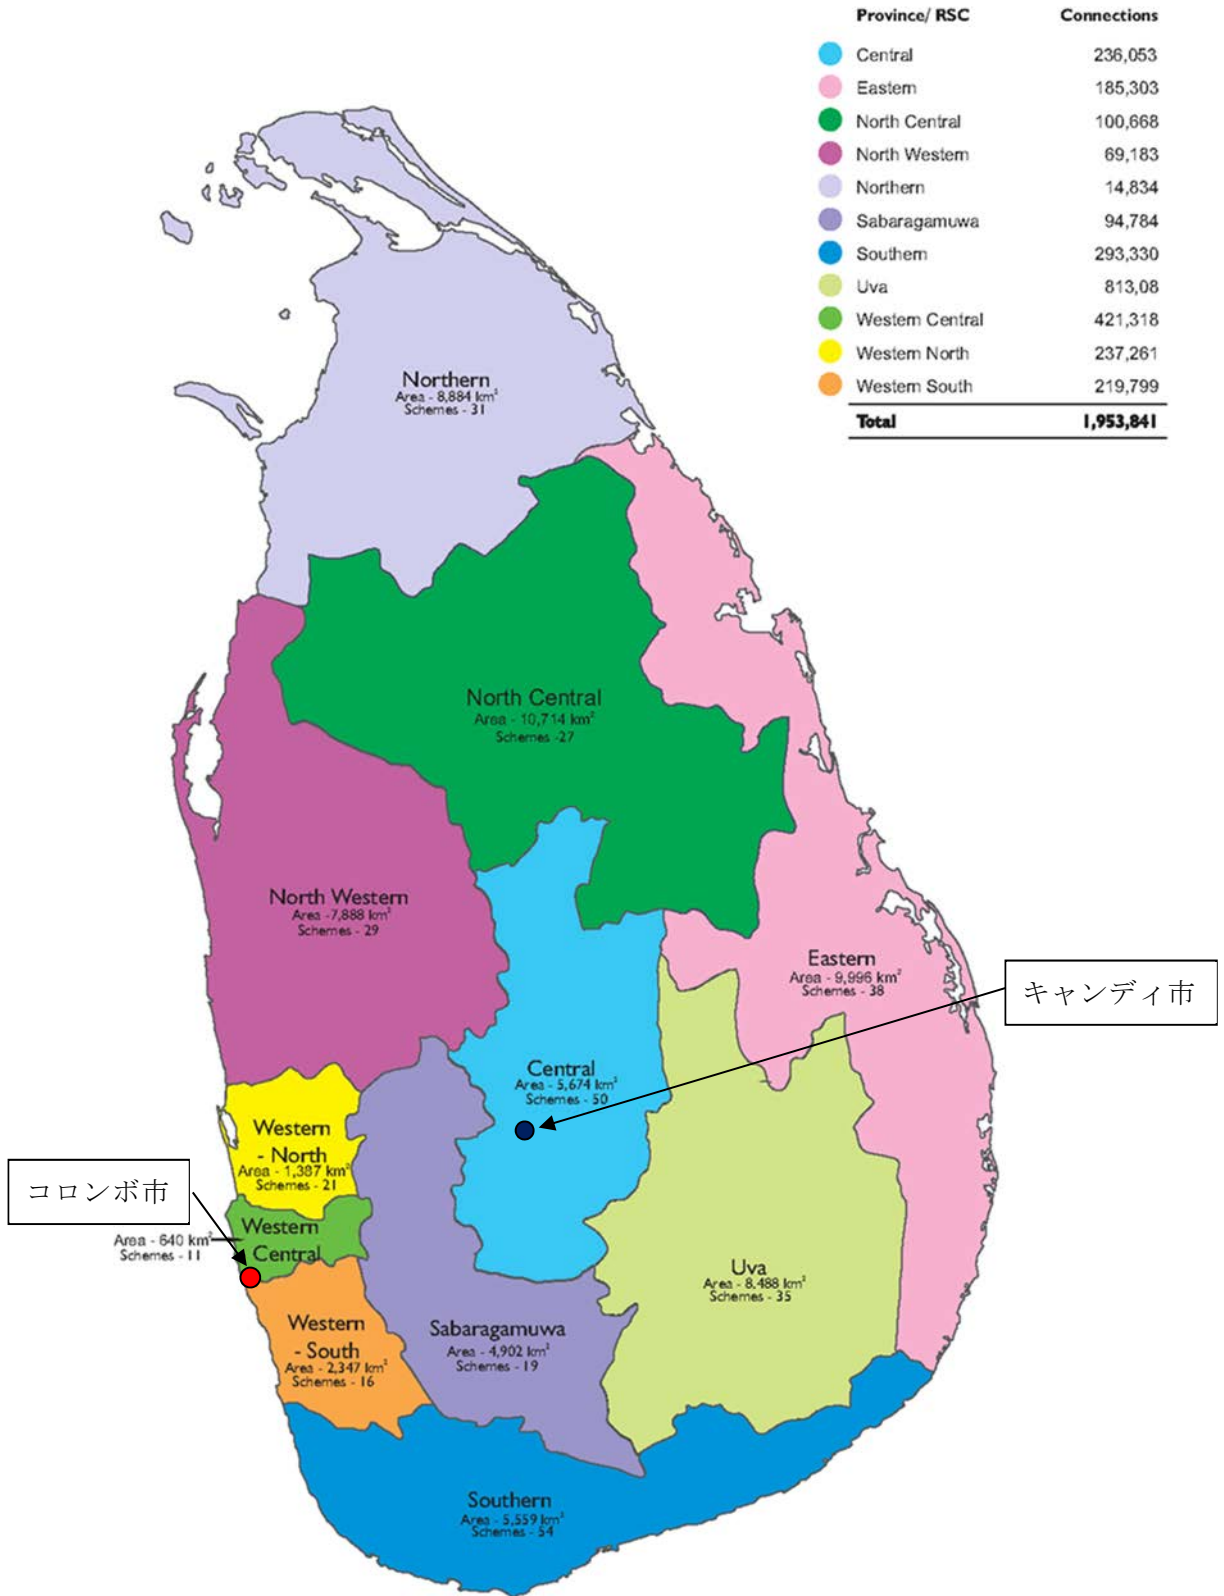 Province/ RSC Connections
Central 236,053
Eastern 185,303
North Central 100,668
North Western 69,183
Northern 14,834
Sabaragamuwa 94,784
Southern 293,330
Uva 813,08
Western Central 421,318
Western North 237,261
Western South 219,799
Total 1,953,841
Northern
Area - 8,884 km²
Schemes - 31
North Central
Area - 10,714 km²
Schemes -27
North Western
Area -7,888 km²
Schemes - 29
Eastern
Area - 9,996 km²
Schemes - 38
キャンディ市
Central
Area - 5,674 km²
Schemes - 50
Western
- North
Area - 1,387 km²
Schemes - 21
コロンボ市
Western
Central
Area - 640 km²
Schemes - 11
Uva
Area - 8,488 km²
Schemes - 35
Western
- South
Area - 2,347 km²
Schemes - 16
Sabaragamuwa
Area - 4,902 km²
Schemes - 19
Southern
Area - 5,559 km²
Schemes - 54